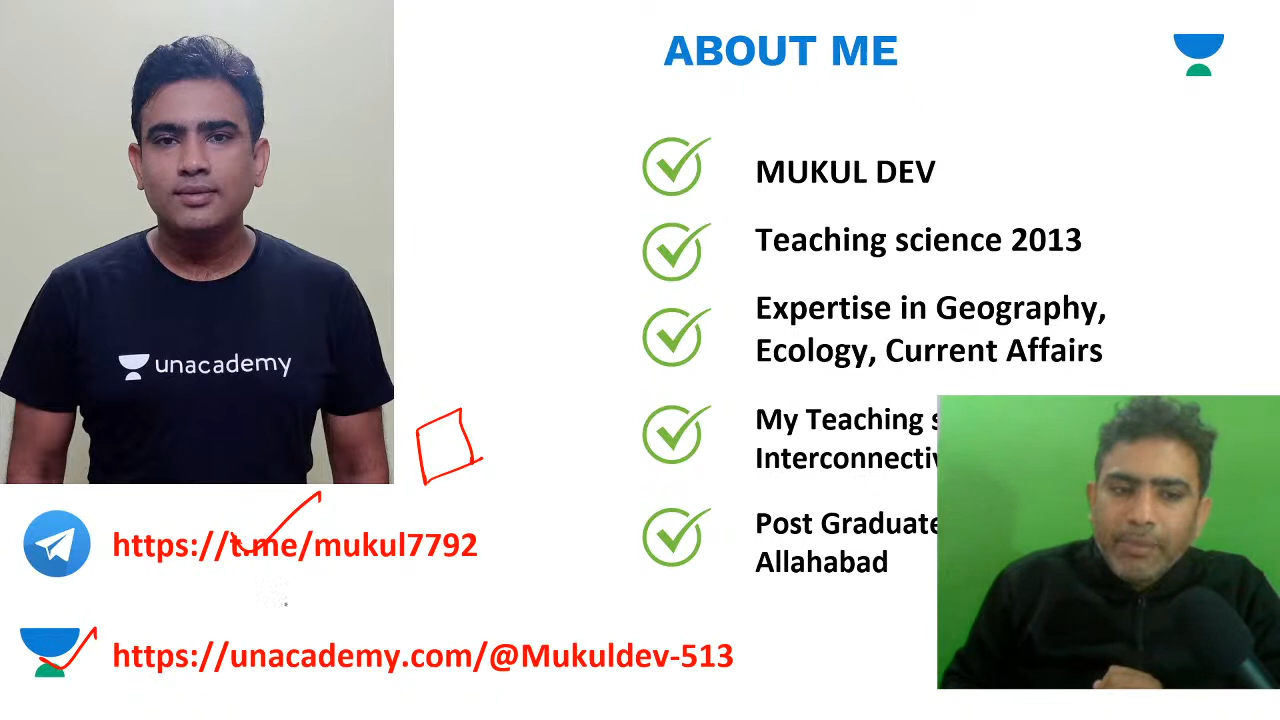 ABOUT ME
MUKUL DEV
Teaching science 2013
Expertise in Geography,
Ecology, Current Affairs
My Teaching
Post Graduate
Allahabad
unacademy
https://t.me/mukul7792
https://unacademy.com/@Mukuldev-513